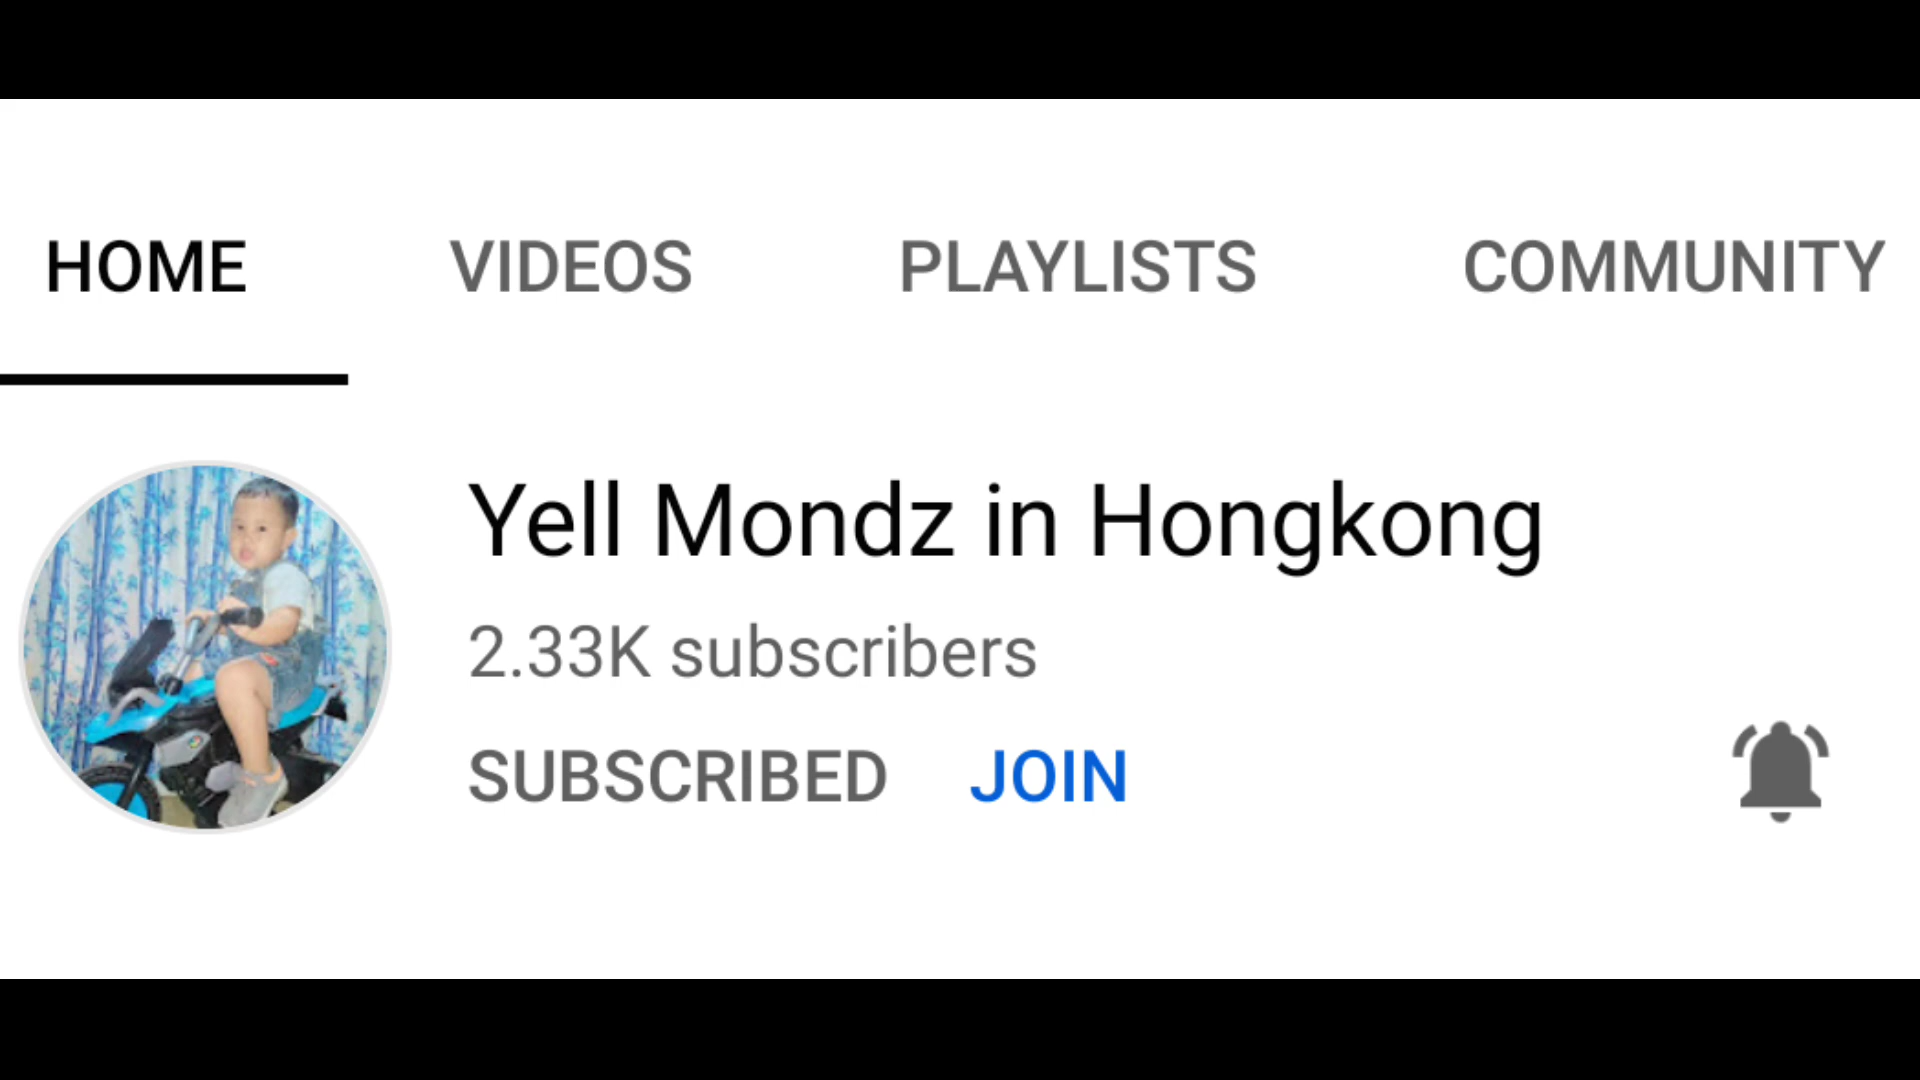 HOME VIDEOS PLAYLISTS COMMUNITY
Yell Mondz in Hongkong
2.33K subscribers
SUBSCRIBED JOIN